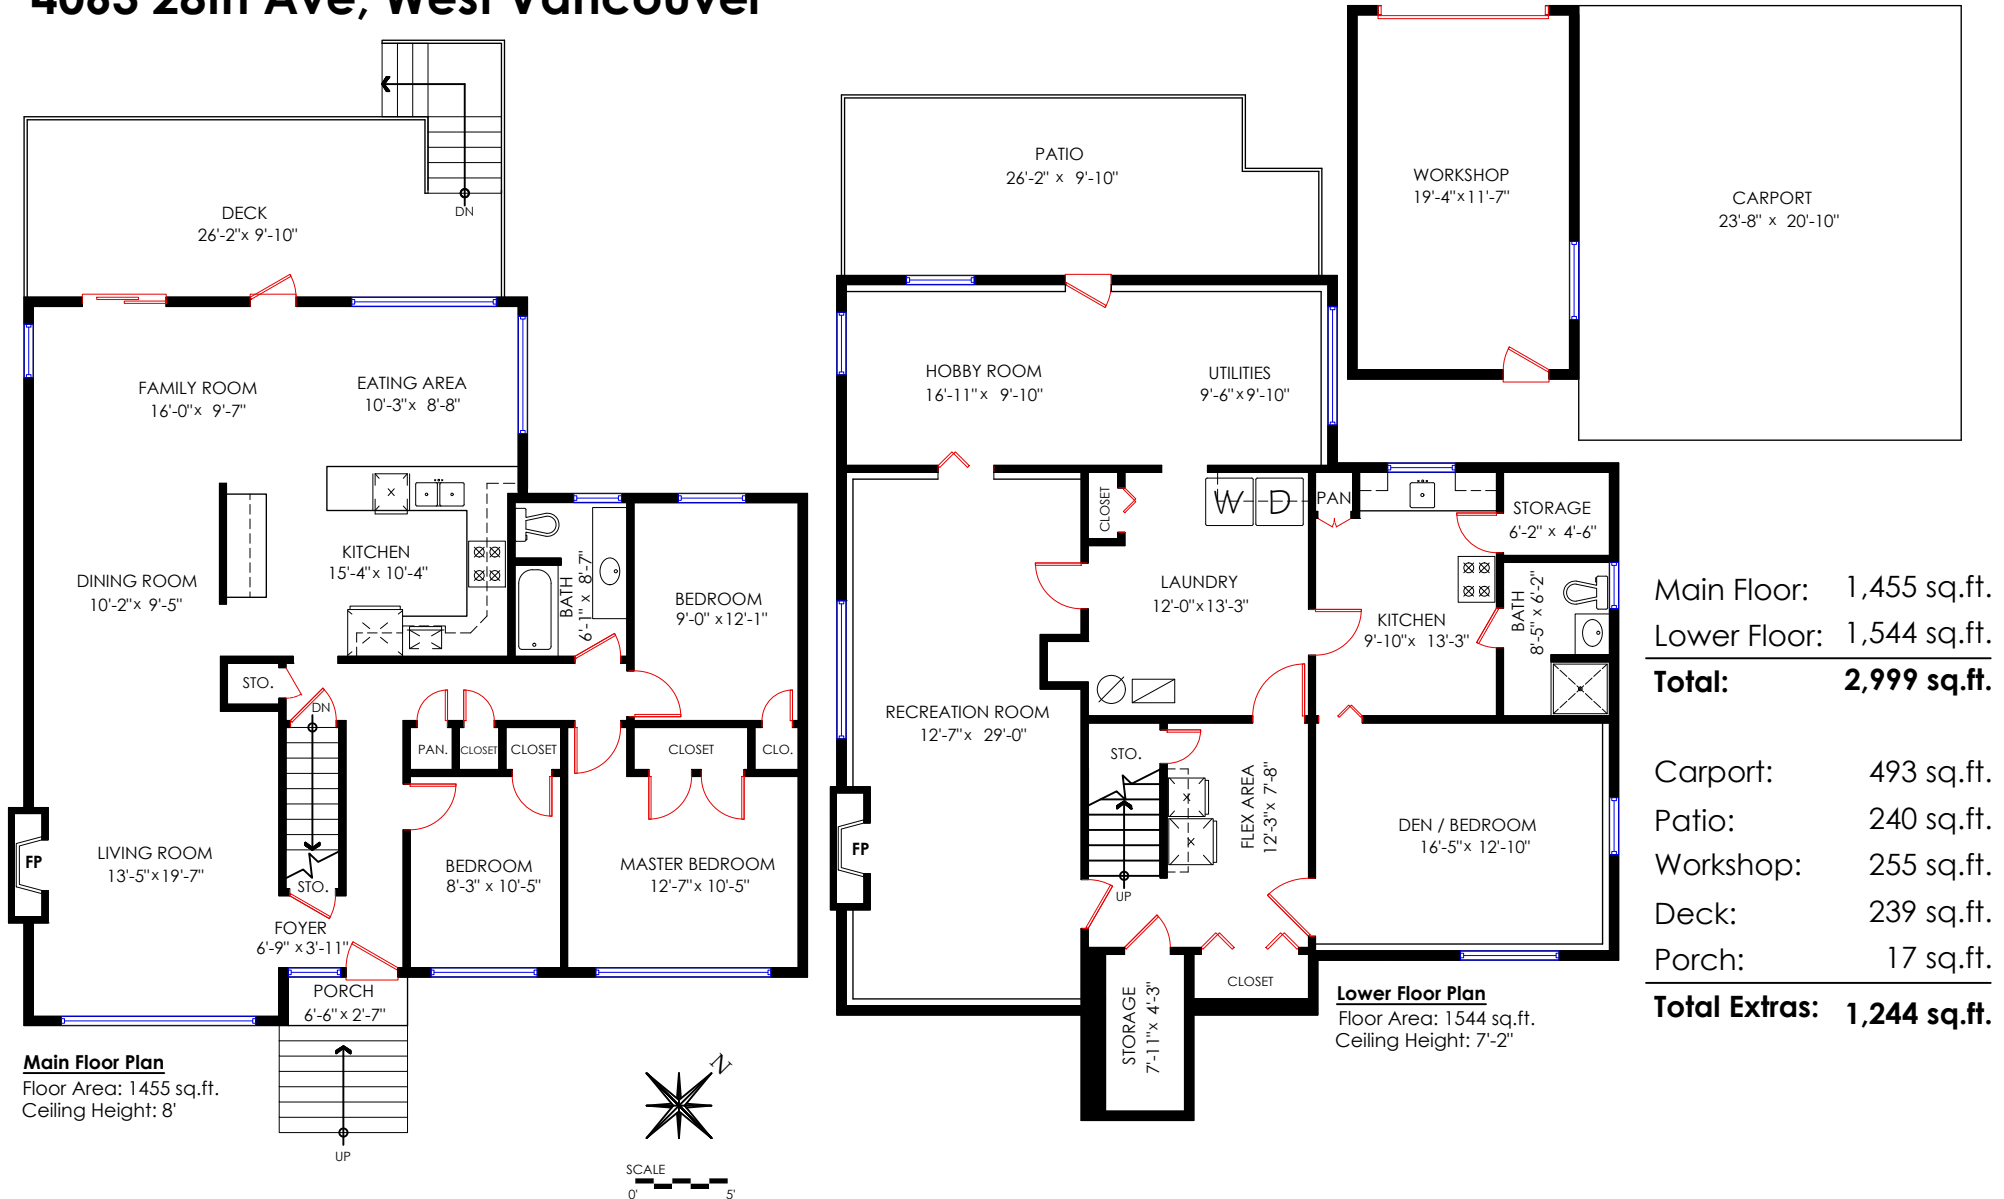 4063 28th Ave, West Vancouver
DECK
26'-2" x 9'-10"
DN
FAMILY ROOM
16'-0" x 9'-7"
EATING AREA
10'-3" x 8'-8"
KITCHEN
15'-4" x 10'-4"
DINING ROOM
10'-2" x 9'-5"
BATH
6'-1" x 8'-7"
BEDROOM
9'-0" x 12'-1"
STO.
DN
PAN.
CLOSET
CLOSET
CLOSET
CLO.
LIVING ROOM
13'-5" x 19'-7"
FP
STO.
BEDROOM
8'-3" x 10'-5"
MASTER BEDROOM
12'-7" x 10'-5"
FOYER
6'-9" x 3'-11"
PORCH
6'-6" x 2'-7"
UP
Main Floor Plan
Floor Area: 1455 sq.ft.
Ceiling Height: 8'
N
SCALE
0' 5'
PATIO
26'-2" x 9'-10"
HOBBY ROOM
16'-11" x 9'-10"
UTILITIES
9'-6" x 9'-10"
CLOSET
W D
PAN
STORAGE
6'-2" x 4'-6"
LAUNDRY
12'-0" x 13'-3"
KITCHEN
9'-10" x 13'-3"
BATH
8'-5" x 6'-2"
RECREATION ROOM
12'-7" x 29'-0"
STO.
FLEX AREA
12'-3" x 7'-8"
DEN / BEDROOM
16'-5" x 12'-10"
FP
UP
STORAGE
7'-11" x 4'-3"
CLOSET
Lower Floor Plan
Floor Area: 1544 sq.ft.
Ceiling Height: 7'-2"
WORKSHOP
19'-4" x 11'-7"
CARPORT
23'-8" x 20'-10"
Main Floor: 1,455 sq.ft.
Lower Floor: 1,544 sq.ft.
Total: 2,999 sq.ft.
Carport: 493 sq.ft.
Patio: 240 sq.ft.
Workshop: 255 sq.ft.
Deck: 239 sq.ft.
Porch: 17 sq.ft.
Total Extras: 1,244 sq.ft.